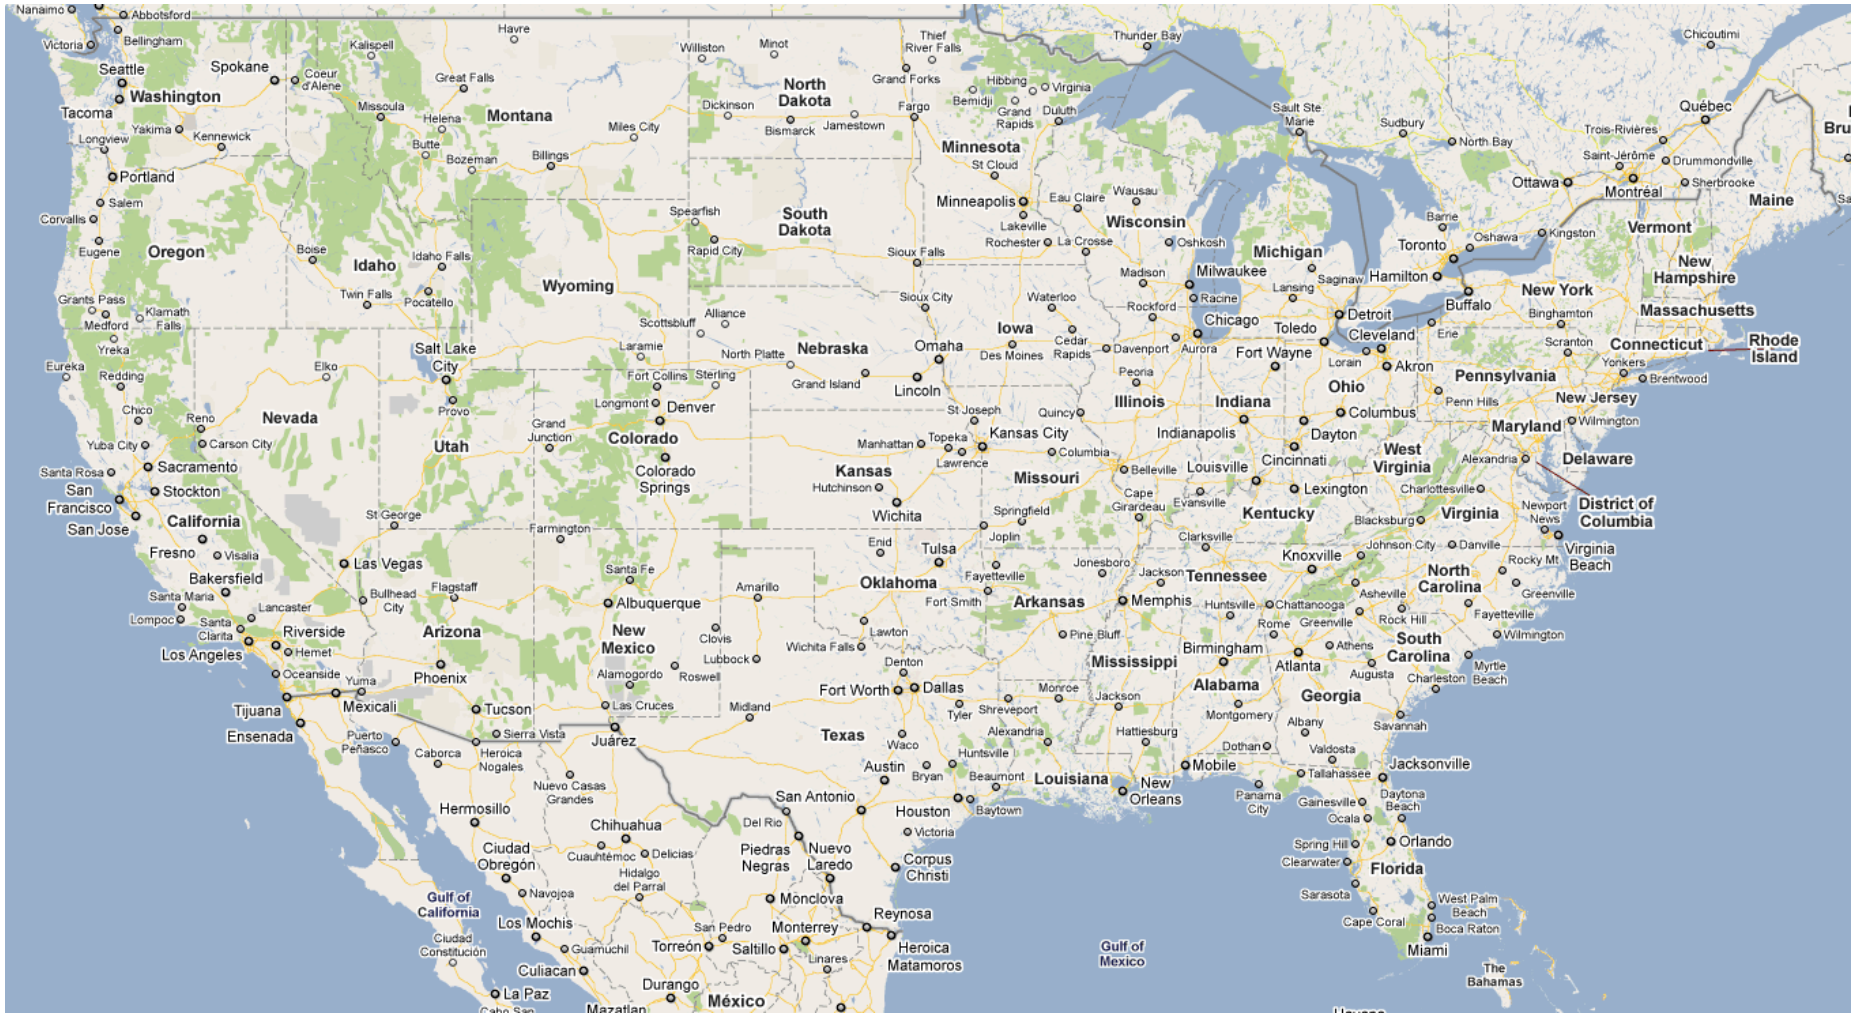 Nanaimo
Abbotsford
Victoria
Bellingham
Seattle
Spokane
Coeur
d'Alene
Tacoma
Washington
Longview
Yakima
Kennewick
Portland
Salem
Corvallis
Eugene
Oregon
Grants Pass
Medford
Klamath
Falls
Kalispell
Havre
Great Falls
Missoula
Helena
Montana
Butte
Bozeman
Billings
Miles City
Boise
Idaho
Idaho Falls
Twin Falls
Pocatello
Wyoming
Williston
Minot
North
Dakota
Dickinson
Bismarck
Jamestown
Grand Forks
Fargo
Thief
River Falls
Bemidji
Hibbing
Virginia
Grand
Rapids
Duluth
Minnesota
St Cloud
Minneapolis
Lakeville
Rochester
Spearfish
Rapid City
South
Dakota
Sioux Falls
Thunder Bay
Sault Ste
Marie
Sudbury
North Bay
Chicoutimi
Québec
Trois-Rivières
Saint-Jérôme
Drummondville
Ottawa
Montréal
Sherbrooke
Bru
Sa
Maine
Vermont
New
Hampshire
Massachusetts
Connecticut
Rhode
Island
Barrie
Toronto
Oshawa
Kingston
Hamilton
Buffalo
New York
Binghamton
Scranton
Yonkers
Brentwood
Eau Claire
Wausau
Wisconsin
La Crosse
Oshkosh
Madison
Milwaukee
Racine
Michigan
Saginaw
Lansing
Detroit
Rockford
Chicago
Aurora
Toledo
Cleveland
Erie
Fort Wayne
Lorain
Akron
Pennsylvania
Penn Hills
New Jersey
Wilmington
Maryland
Delaware
Alexandria
District of
Columbia
Yreka
Eureka
Redding
Chico
Yuba City
Reno
Carson City
Elko
Nevada
Salt Lake
City
Provo
Utah
Santa Rosa
Sacramento
San
Francisco
Stockton
San Jose
California
Fresno
Visalia
Bakersfield
Santa Maria
Lompoc
Santa
Clarita
Lancaster
Los Angeles
Riverside
Hemet
Oceanside
St George
Las Vegas
Bullhead
City
Flagstaff
Arizona
Phoenix
Yuma
Tucson
Sierra Vista
Scottsbluff
Alliance
Laramie
North Platte
Nebraska
Grand Island
Fort Collins
Sterling
Longmont
Denver
Grand
Junction
Colorado
Colorado
Springs
Farmington
Santa Fe
Albuquerque
New
Mexico
Clovis
Roswell
Alamogordo
Las Cruces
Sioux City
Omaha
Lincoln
Iowa
Waterloo
Cedar
Rapids
Des Moines
Davenport
Peoria
Illinois
Quincy
St Joseph
Manhattan
Topeka
Lawrence
Kansas City
Columbia
Kansas
Hutchinson
Wichita
Missouri
Belleville
Springfield
Joplin
Cape
Girardeau
Indiana
Indianapolis
Ohio
Columbus
Dayton
Cincinnati
Louisville
Evansville
Lexington
Kentucky
West
Virginia
Charlottesville
Virginia
Blacksburg
Newport
News
Virginia
Beach
Enid
Tulsa
Oklahoma
Lawton
Amarillo
Lubbock
Wichita Falls
Fayetteville
Fort Smith
Arkansas
Jonesboro
Pine Bluff
Clarksville
Jackson
Tennessee
Memphis
Knoxville
Johnson City
Danville
Rocky Mt
North
Carolina
Greenville
Asheville
Fayetteville
Wilmington
Huntsville
Chattanooga
Rome
Greenville
Rock Hill
South
Carolina
Athens
Augusta
Myrtle
Beach
Charleston
Birmingham
Atlanta
Alabama
Georgia
Montgomery
Albany
Savannah
Dothan
Valdosta
Mississippi
Jackson
Hattiesburg
Mobile
Denton
Fort Worth
Dallas
Midland
Tyler
Shreveport
Monroe
Texas
Waco
Alexandria
Huntsville
Austin
Bryan
Beaumont
Louisiana
New
Orleans
San Antonio
Houston
Baytown
Victoria
Corpus
Christi
Del Rio
Panama
City
Tallahassee
Jacksonville
Gainesville
Daytona
Beach
Ocala
Spring Hill
Orlando
Clearwater
Florida
Sarasota
Cape Coral
West Palm
Beach
Boca Raton
Miami
The
Bahamas
Gulf of
Mexico
Tijuana
Mexicali
Ensenada
Puerto
Peñasco
Caborca
Heroica
Nogales
Juárez
Nuevo Casas
Grandes
Hermosillo
Chihuahua
Cuauhtémoc
Delicias
Ciudad
Obregón
Hidalgo
del Parral
Navojoa
Piedras
Negras
Nuevo
Laredo
Monclova
Reynosa
Heroica
Matamoros
Gulf of
California
Los Mochis
San Pedro
Monterrey
Ciudad
Constitución
Guamuchil
Torreón
Saltillo
Linares
Culiacan
La Paz
Durango
México
Cabo San
Mazatlan
Havana